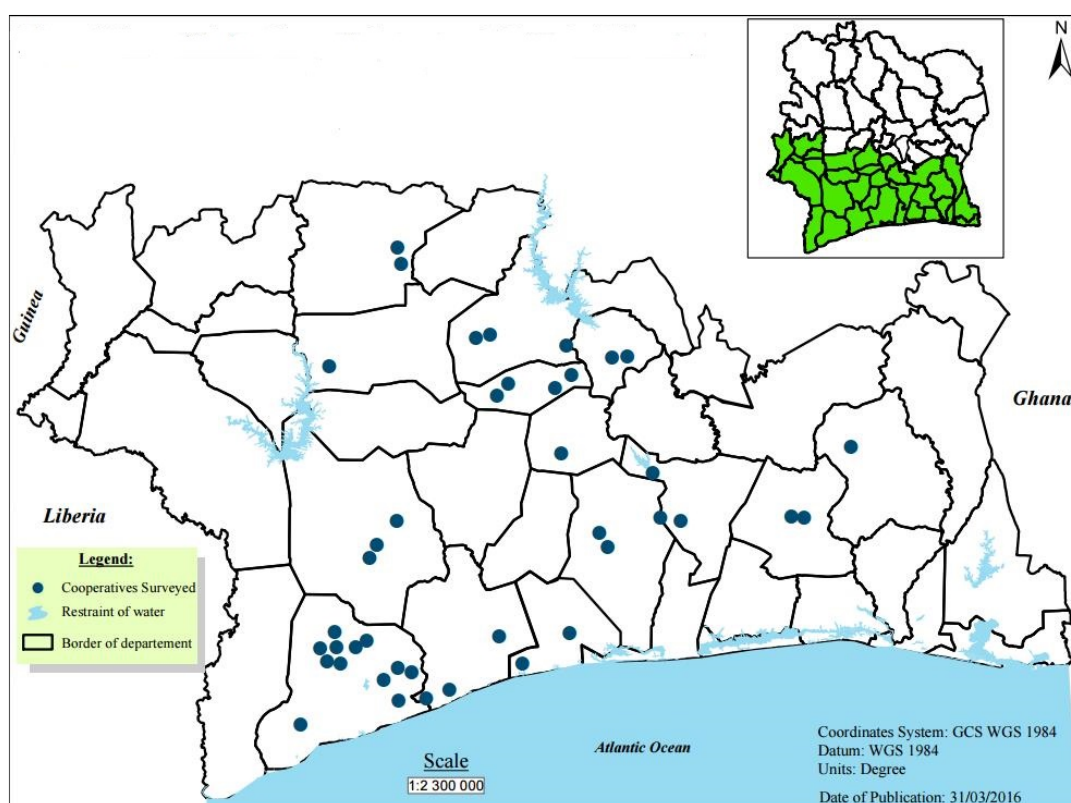 N
Guinea
Ghana
Liberia
Legend:
Cooperatives Surveyed
Restraint of water
Border of departement
Scale
1:2 300 000
Atlantic Ocean
Coordinates System: GCS WGS 1984
Datum: WGS 1984
Units: Degree
Date of Publication: 31/03/2016